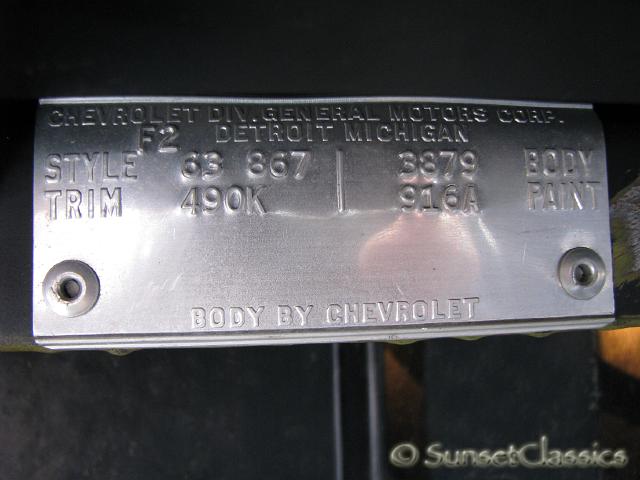 CHEVROLET DIV. GENERAL MOTORS CORP.
F2 DETROIT MICHIGAN
STYLE 63 867 | 3879 BODY
TRIM 490K | 916A PAINT
BODY BY CHEVROLET
© SunsetClassics